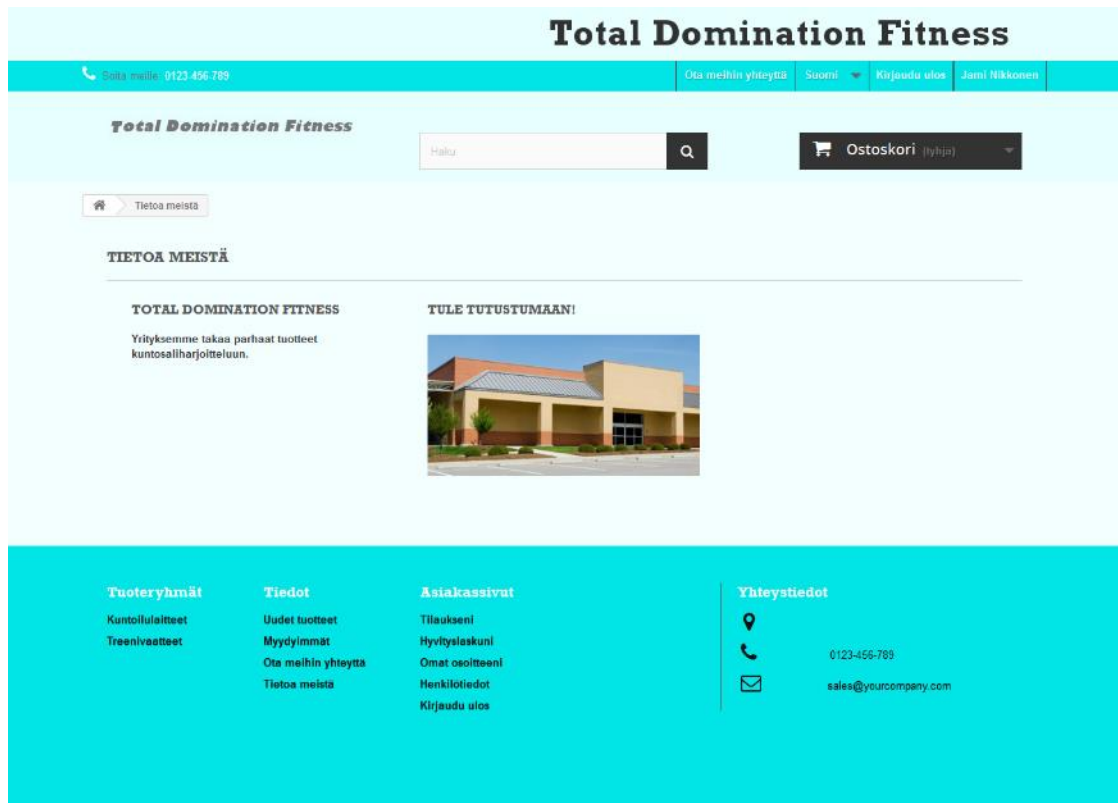 Total Domination Fitness
Soita meille: 0123-456-789
Ota meihin yhteyttä Suomi Kirjaudu ulos Jami Nikkonen
Total Domination Fitness
Haku
Ostoskori (tyhjä)
Tietoa meistä
TIETOA MEISTÄ
TOTAL DOMINATION FITNESS
Yrityksemme takaa parhaat tuotteet
kuntosaliharjoitteluun.
TULE TUTUSTUMAAN!
Tuoteryhmät
Kuntoilulaitteet
Treenivaatteet
Tiedot
Uudet tuotteet
Myydyimmät
Ota meihin yhteyttä
Tietoa meistä
Asiakassivut
Tilaukseni
Hyvityslaskuni
Omat osoitteeni
Henkilötiedot
Kirjaudu ulos
Yhteystiedot
0123-456-789
sales@yourcompany.com